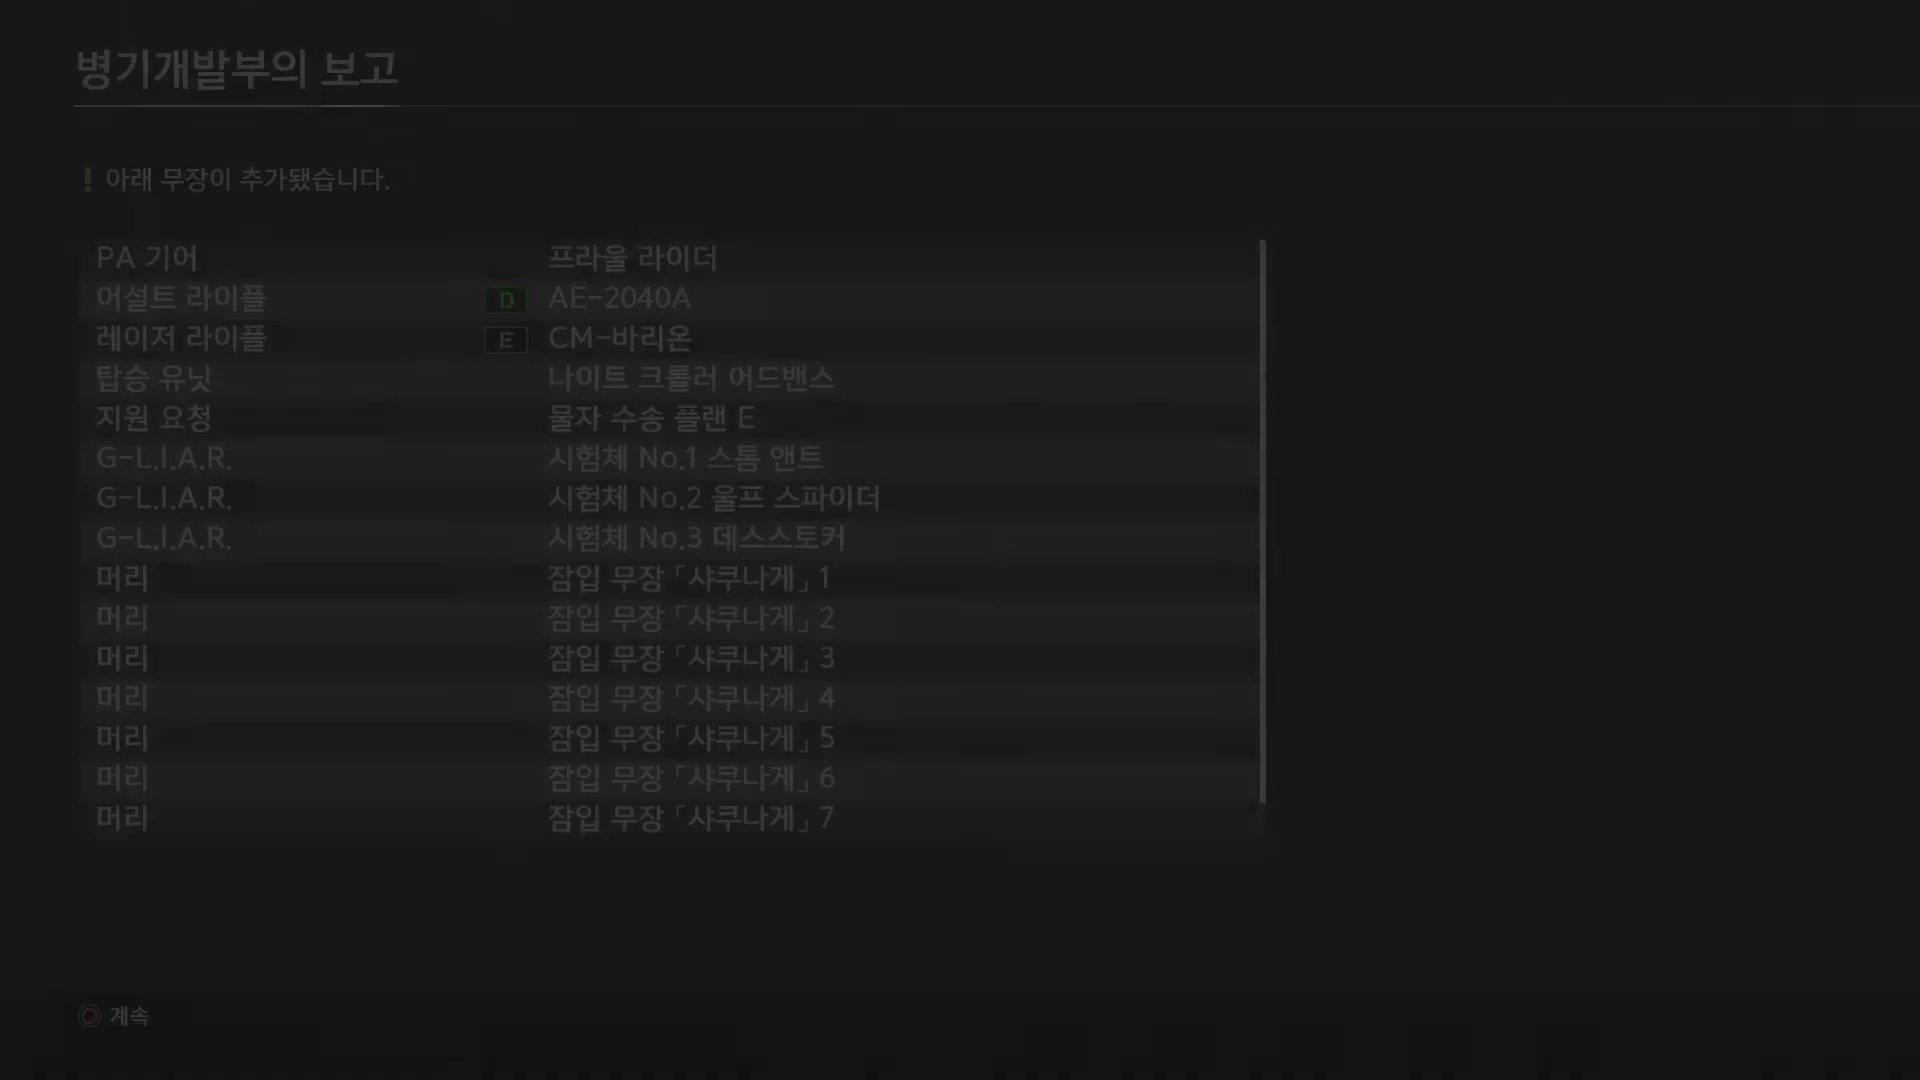 병기개발부의 보고
! 아래 무장이 추가됐습니다.
PA 기어 프라울 라이더
어설트 라이플 D AE-2040A
레이저 라이플 E CM-바리온
탑승 유닛 나이트 크롤러 어드밴스
지원 요청 물자 수송 플랜 E
G-L.I.A.R. 시험체 No.1 스톰 앤트
G-L.I.A.R. 시험체 No.2 울프 스파이더
G-L.I.A.R. 시험체 No.3 데스스토커
머리 잠입 무장 「샤쿠나게」 1
머리 잠입 무장 「샤쿠나게」 2
머리 잠입 무장 「샤쿠나게」 3
머리 잠입 무장 「샤쿠나게」 4
머리 잠입 무장 「샤쿠나게」 5
머리 잠입 무장 「샤쿠나게」 6
머리 잠입 무장 「샤쿠나게」 7
계속